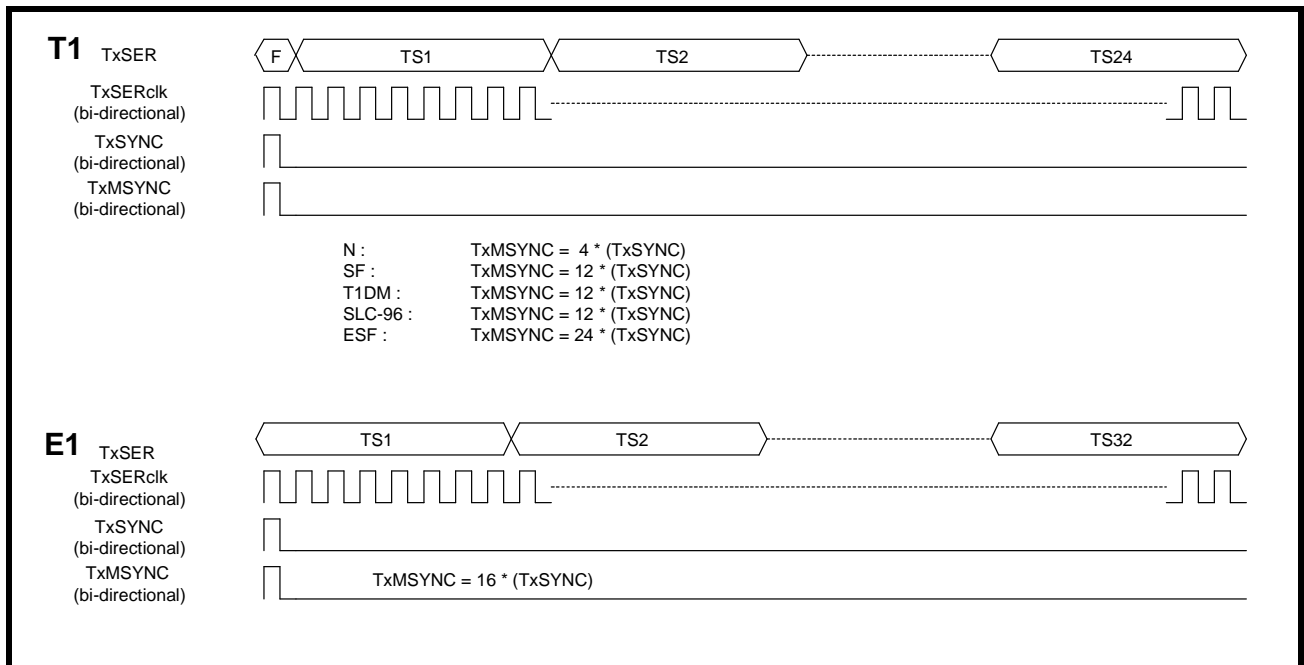 T1 TxSER F TS1 TS2 TS24
TxSERclk
(bi-directional)
TxSYNC
(bi-directional)
TxMSYNC
(bi-directional)
N : TxMSYNC = 4 * (TxSYNC)
SF : TxMSYNC = 12 * (TxSYNC)
T1DM : TxMSYNC = 12 * (TxSYNC)
SLC-96 : TxMSYNC = 12 * (TxSYNC)
ESF : TxMSYNC = 24 * (TxSYNC)
E1 TxSER TS1 TS2 TS32
TxSERclk
(bi-directional)
TxSYNC
(bi-directional)
TxMSYNC TxMSYNC = 16 * (TxSYNC)
(bi-directional)